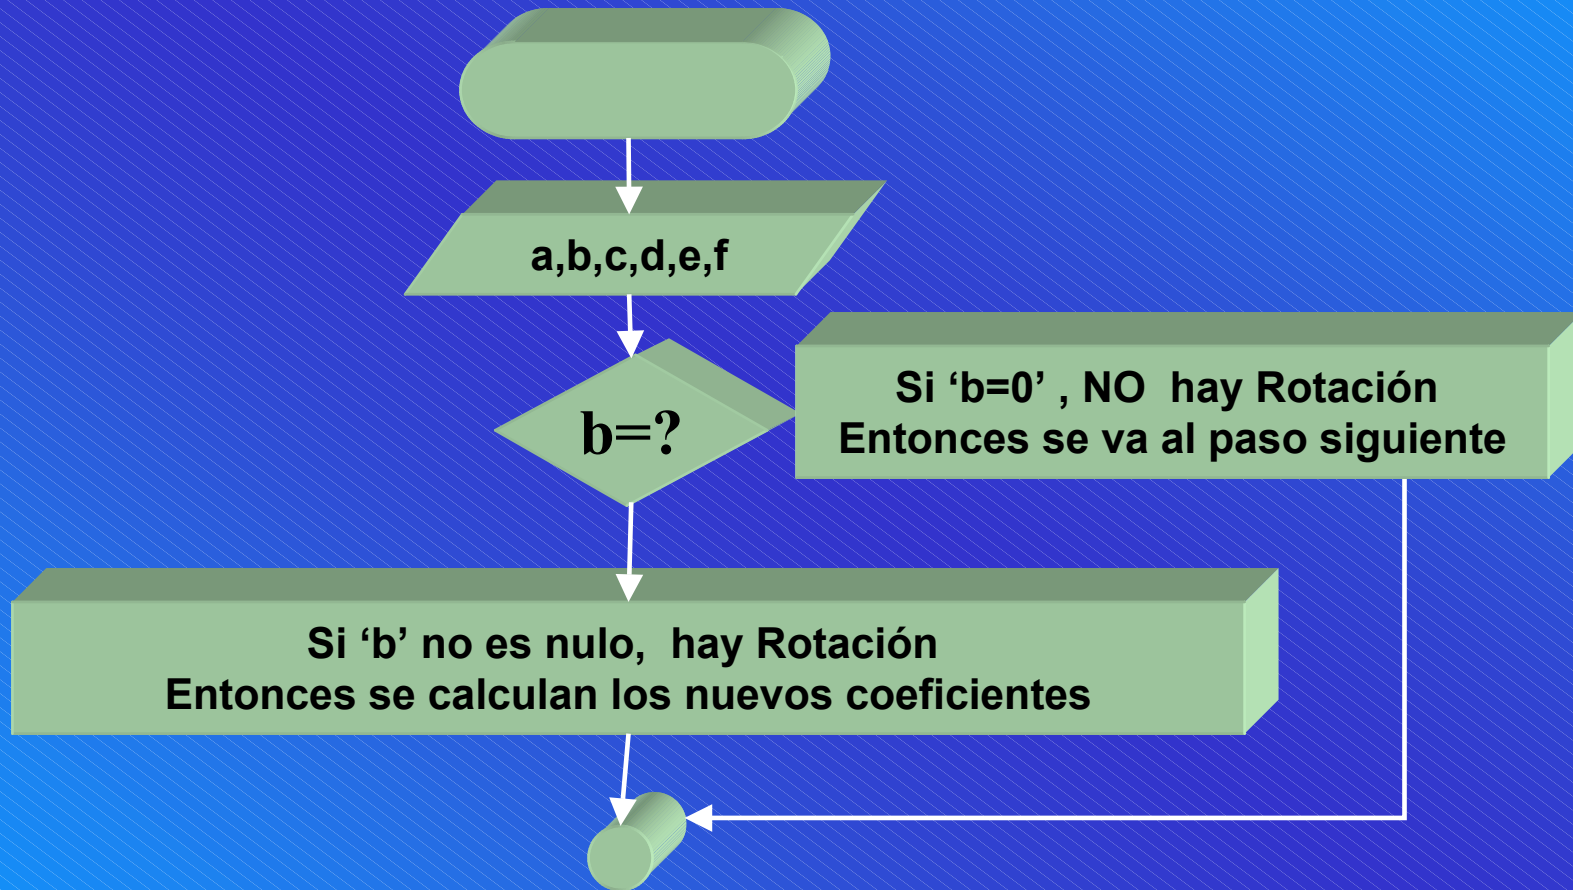 a,b,c,d,e,f
b=?
Si ‘b=0’ , NO hay Rotación
Entonces se va al paso siguiente
Si ‘b’ no es nulo, hay Rotación
Entonces se calculan los nuevos coeficientes